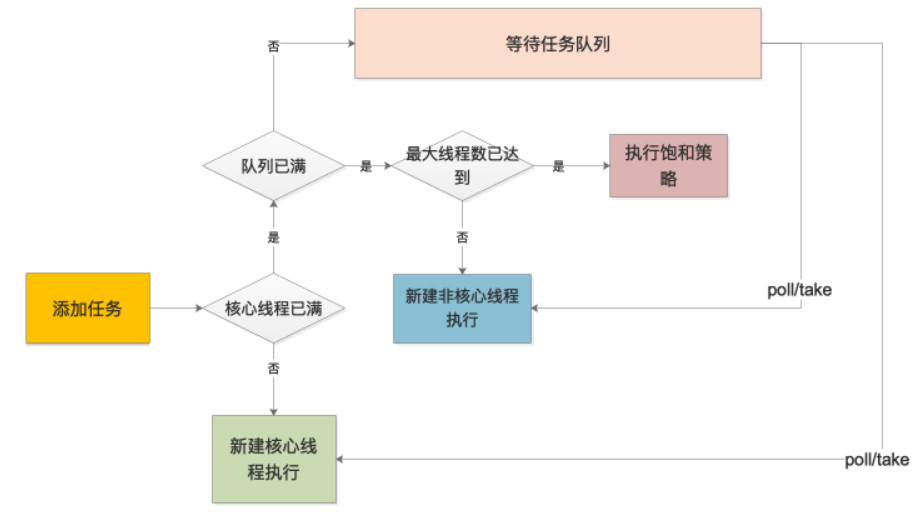 等待任务队列
否
队列已满
是
最大线程数已达
到
是
执行饱和策
略
是
否
添加任务
核心线程已满
新建非核心线程
执行
poll/take
否
新建核心线
程执行
poll/take